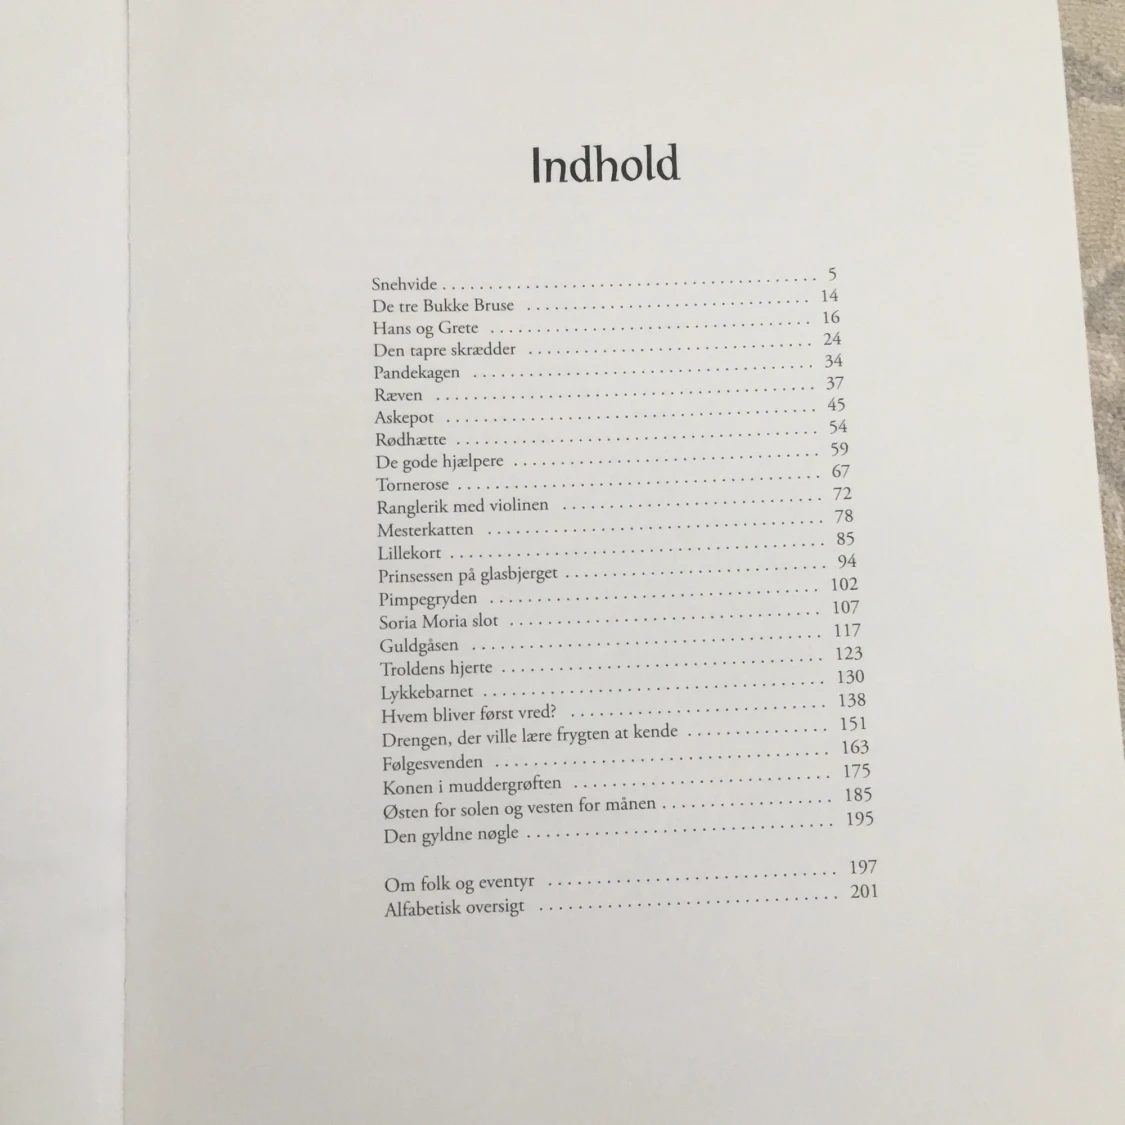 Indhold
Snehvide . . . . . . . . . . . . . . . . . . . . . . . . . . . . . . . . . . . . . . . . 5
De tre Bukke Bruse . . . . . . . . . . . . . . . . . . . . . . . . . . . . . . 14
Hans og Grete . . . . . . . . . . . . . . . . . . . . . . . . . . . . . . . . . . 16
Den tapre skrædder . . . . . . . . . . . . . . . . . . . . . . . . . . . . . . 24
Pandekagen . . . . . . . . . . . . . . . . . . . . . . . . . . . . . . . . . . . . 34
Ræven . . . . . . . . . . . . . . . . . . . . . . . . . . . . . . . . . . . . . . . . 37
Askepot . . . . . . . . . . . . . . . . . . . . . . . . . . . . . . . . . . . . . . . 45
Rødhætte . . . . . . . . . . . . . . . . . . . . . . . . . . . . . . . . . . . . . . 54
De gode hjælpere . . . . . . . . . . . . . . . . . . . . . . . . . . . . . . . . 59
Tornerose . . . . . . . . . . . . . . . . . . . . . . . . . . . . . . . . . . . . . . 67
Ranglerik med violinen . . . . . . . . . . . . . . . . . . . . . . . . . . . . 72
Mesterkatten . . . . . . . . . . . . . . . . . . . . . . . . . . . . . . . . . . . 78
Lillekort . . . . . . . . . . . . . . . . . . . . . . . . . . . . . . . . . . . . . . . 85
Prinsessen på glasbjerget . . . . . . . . . . . . . . . . . . . . . . . . . . . 94
Pimpegryden . . . . . . . . . . . . . . . . . . . . . . . . . . . . . . . . . . 102
Soria Moria slot . . . . . . . . . . . . . . . . . . . . . . . . . . . . . . . . 107
Guldgåsen . . . . . . . . . . . . . . . . . . . . . . . . . . . . . . . . . . . . 117
Troldens hjerte . . . . . . . . . . . . . . . . . . . . . . . . . . . . . . . . . 123
Lykkebarnet . . . . . . . . . . . . . . . . . . . . . . . . . . . . . . . . . . . 130
Hvem bliver først vred? . . . . . . . . . . . . . . . . . . . . . . . . . . 138
Drengen, der ville lære frygten at kende . . . . . . . . . . . . . . . 151
Følgesvenden . . . . . . . . . . . . . . . . . . . . . . . . . . . . . . . . . . 163
Konen i muddergrøften . . . . . . . . . . . . . . . . . . . . . . . . . . . 175
Østen for solen og vesten for månen . . . . . . . . . . . . . . . . . . 185
Den gyldne nøgle . . . . . . . . . . . . . . . . . . . . . . . . . . . . . . . 195
Om folk og eventyr . . . . . . . . . . . . . . . . . . . . . . . . . . . . . . 197
Alfabetisk oversigt . . . . . . . . . . . . . . . . . . . . . . . . . . . . . . . 201